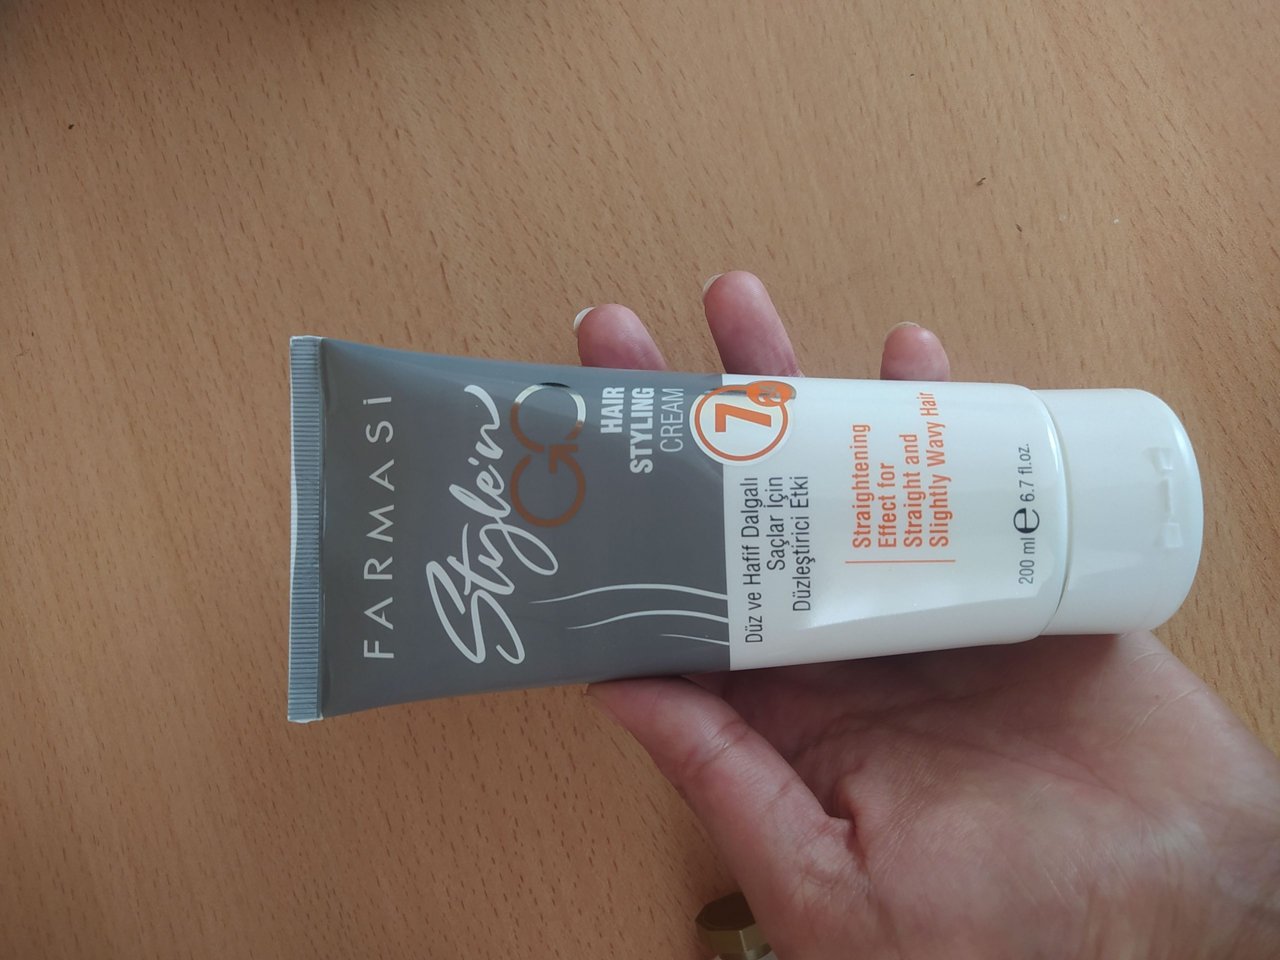 FARMASİ
Style'n
GO
HAIR
STYLING
CREAM
7
Düz ve Hafif Dalgalı
Saçlar İçin
Düzleştirici Etki
Straightening
Effect for
Straight and
Slightly Wavy Hair
200 ml e 6.7 fl.oz.